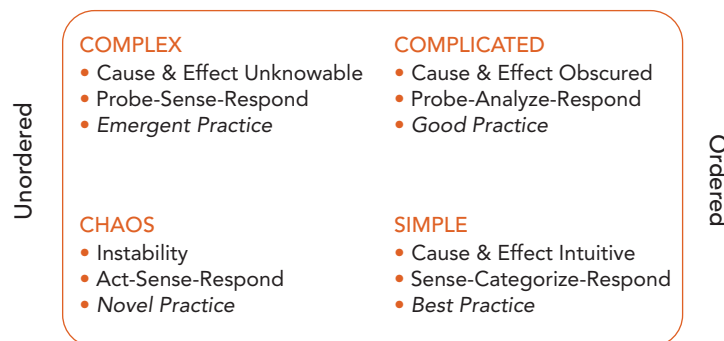 Unordered
COMPLEX
• Cause & Effect Unknowable
• Probe-Sense-Respond
• Emergent Practice
COMPLICATED
• Cause & Effect Obscured
• Probe-Analyze-Respond
• Good Practice
CHAOS
• Instability
• Act-Sense-Respond
• Novel Practice
SIMPLE
• Cause & Effect Intuitive
• Sense-Categorize-Respond
• Best Practice
Ordered